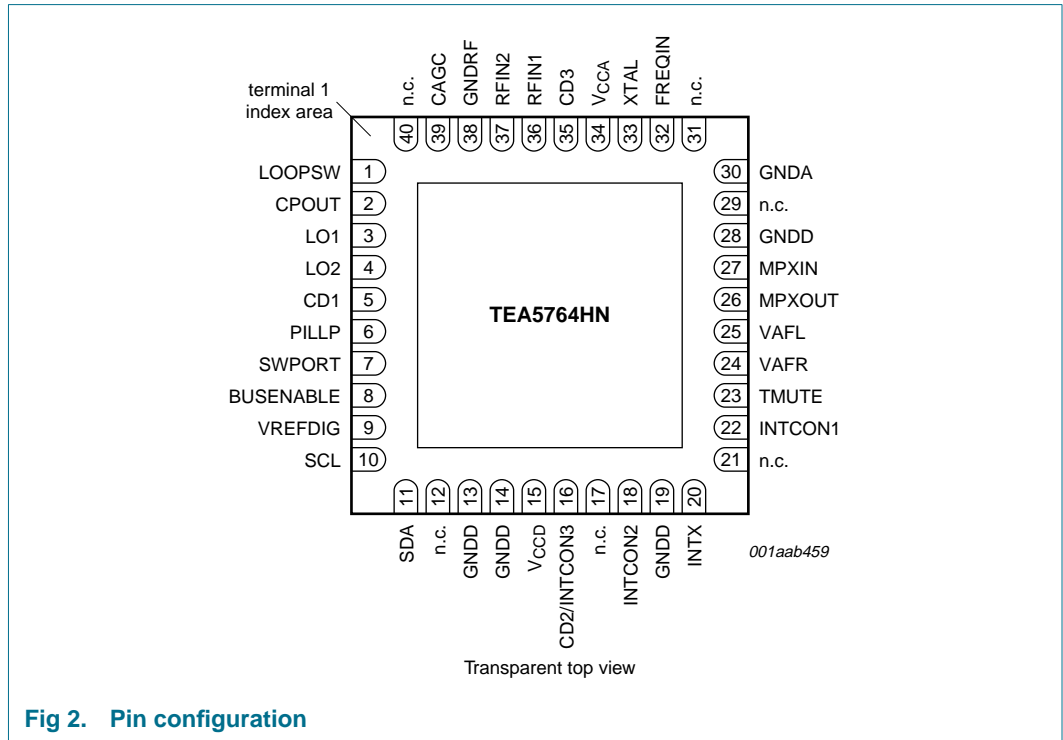 n.c.
CAGC
GNDRF
RFIN2
RFIN1
CD3
VCCA
XTAL
FREQIN
n.c.
terminal 1
index area
40
39
38
37
36
35
34
33
32
31
LOOPSW 1
CPOUT 2
LO1 3
LO2 4
CD1 5
PILLP 6
SWPORT 7
BUSENABLE 8
VREFDIG 9
SCL 10
TEA5764HN
30 GNDA
29 n.c.
28 GNDD
27 MPXIN
26 MPXOUT
25 VAFL
24 VAFR
23 TMUTE
22 INTCON1
21 n.c.
11
12
13
14
15
16
17
18
19
20
SDA
n.c.
GNDD
GNDD
VCCD
CD2/INTCON3
n.c.
INTCON2
GNDD
INTX
001aab459
Transparent top view
Fig 2. Pin configuration